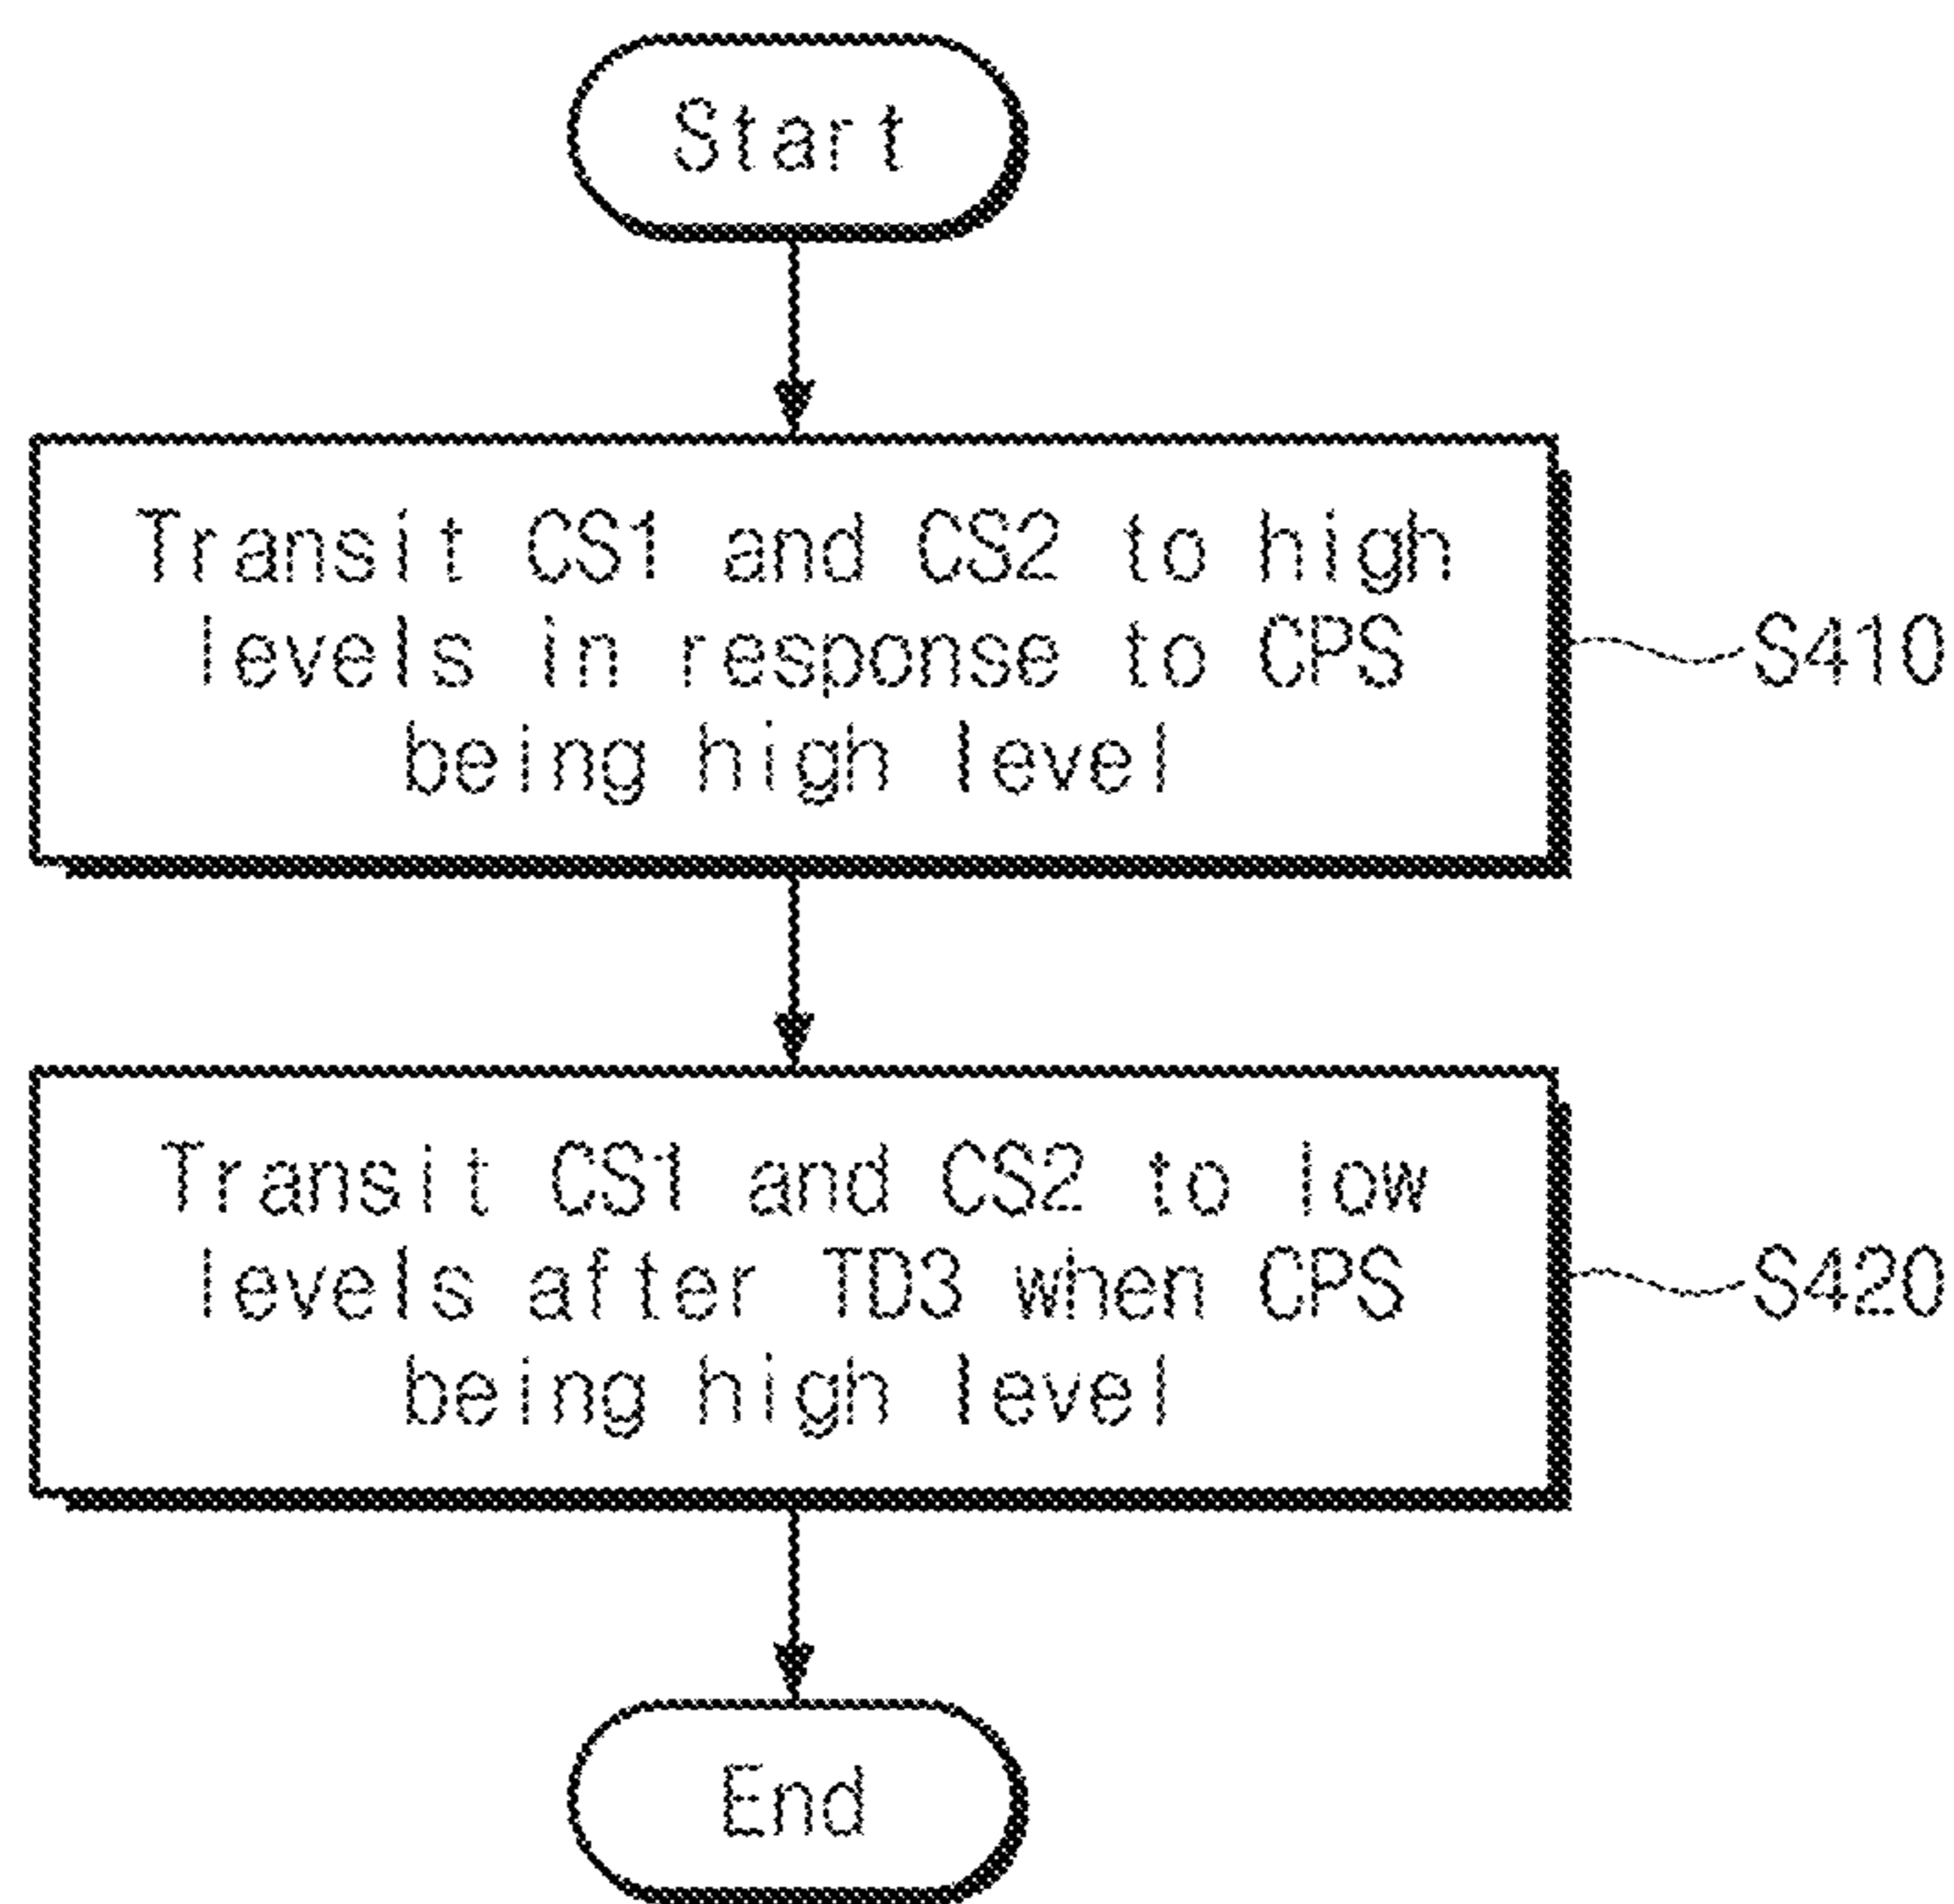 Start
Transit CS1 and CS2 to high
levels in response to CPS
being high level
S410
Transit CS1 and CS2 to low
levels after TD3 when CPS
being high level
S420
End